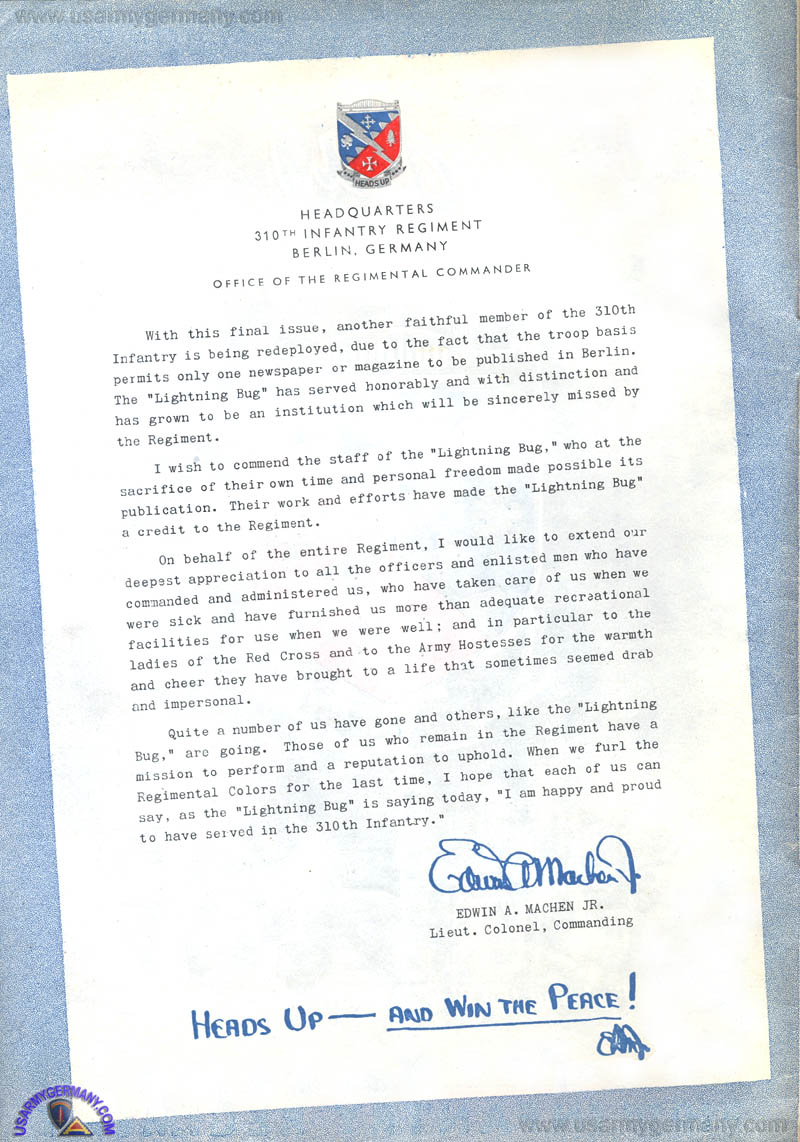 www.usarmygermany.com
HEADS UP
HEADQUARTERS
310TH INFANTRY REGIMENT
BERLIN, GERMANY
OFFICE OF THE REGIMENTAL COMMANDER
With this final issue, another faithful member of the 310th
Infantry is being redeployed, due to the fact that the troop basis
permits only one newspaper or magazine to be published in Berlin.
The "Lightning Bug" has served honorably and with distinction and
has grown to be an institution which will be sincerely missed by
the Regiment.
I wish to commend the staff of the "Lightning Bug," who at the
sacrifice of their own time and personal freedom made possible its
publication. Their work and efforts have made the "Lightning Bug"
a credit to the Regiment.
On behalf of the entire Regiment, I would like to extend our
deepest appreciation to all the officers and enlisted men who have
commanded and administered us, who have taken care of us when we
were sick and have furnished us more than adequate recreational
facilities for use when we were well; and in particular to the
ladies of the Red Cross and to the Army Hostesses for the warmth
and cheer they have brought to a life that sometimes seemed drab
and impersonal.
Quite a number of us have gone and others, like the "Lightning
Bug," are going. Those of us who remain in the Regiment have a
mission to perform and a reputation to uphold. When we furl the
Regimental Colors for the last time, I hope that each of us can
say, as the "Lightning Bug" is saying today, "I am happy and proud
to have served in the 310th Infantry."
Edwin A Machen Jr.
EDWIN A. MACHEN JR.
Lieut. Colonel, Commanding
HEADS UP — AND WIN THE PEACE!
EAMJr.
USARMYGERMANY.COM
www.usarmygermany.com